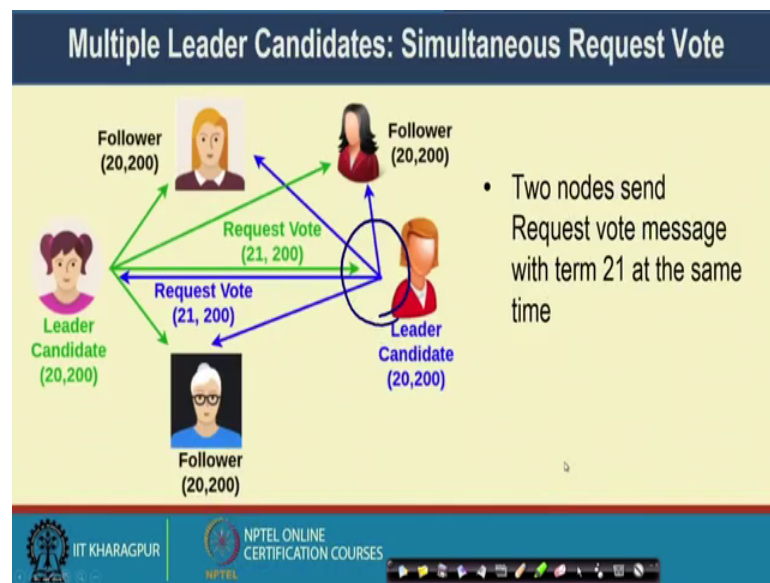 Multiple Leader Candidates: Simultaneous Request Vote
Follower
(20,200)
Follower
(20,200)
Request Vote
(21, 200)
Request Vote
(21, 200)
Leader
Candidate
(20,200)
Leader
Candidate
(20,200)
Follower
(20,200)
• Two nodes send
Request vote message
with term 21 at the same
time
IIT KHARAGPUR
NPTEL
NPTEL ONLINE
CERTIFICATION COURSES